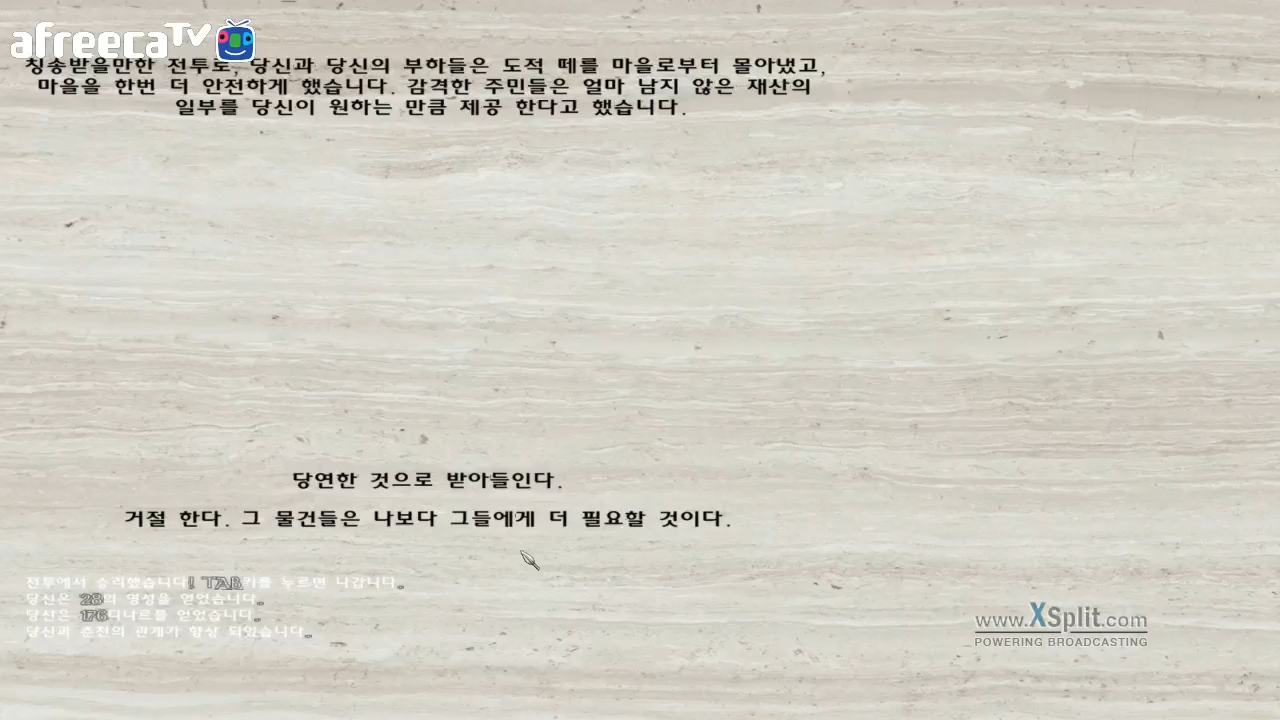 afreecaTV
칭송받을만한 전투로, 당신과 당신의 부하들은 도적 떼를 마을로부터 몰아냈고,
마을을 한번 더 안전하게 했습니다. 감격한 주민들은 얼마 남지 않은 재산의
일부를 당신이 원하는 만큼 제공 한다고 했습니다.
당연한 것으로 받아들인다.
거절 한다. 그 물건들은 나보다 그들에게 더 필요할 것이다.
전투에서 승리했습니다! TAB키를 누르면 나갑니다.
당신은 28의 명성을 얻었습니다.
당신은 176디나르를 얻었습니다.
당신과 촌전의 관계가 향상 되었습니다.
www.XSplit.com
POWERING BROADCASTING